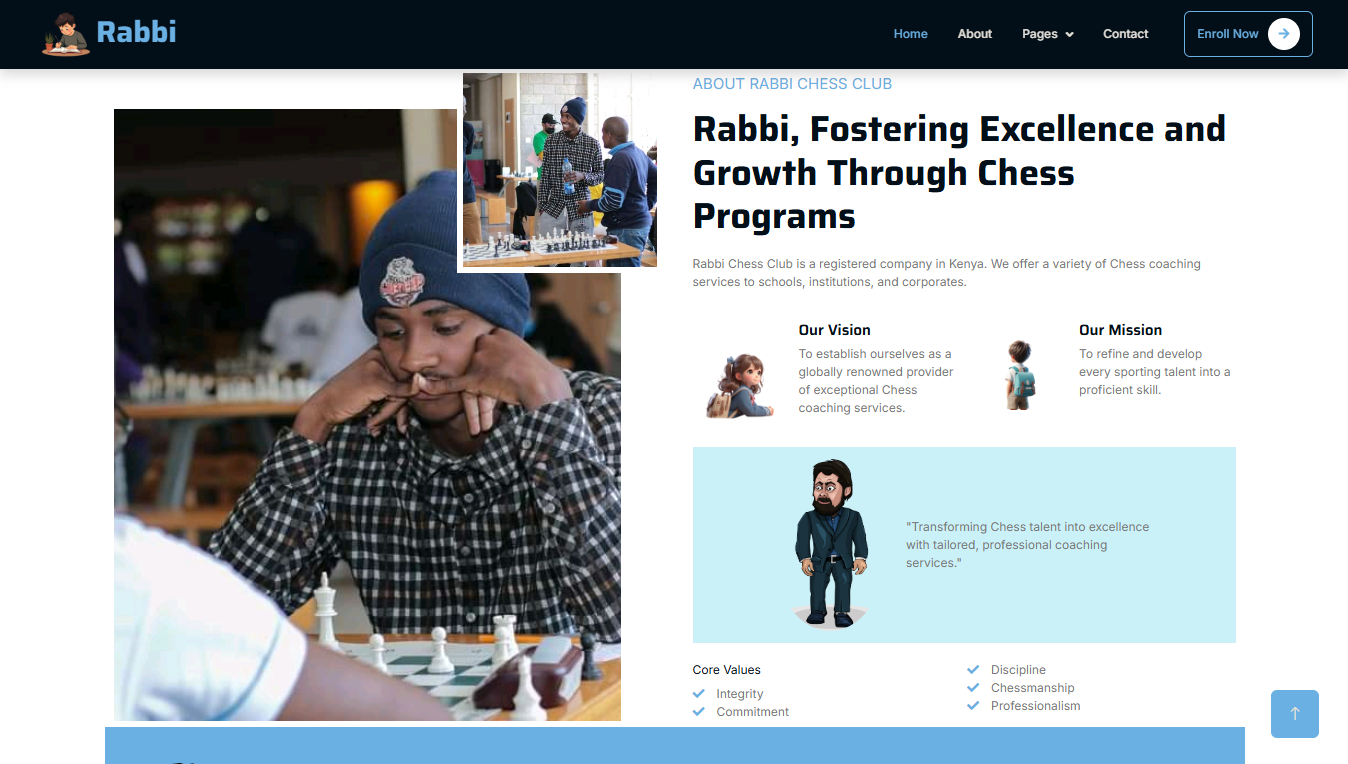 Rabbi
Home
About
Pages
Contact
Enroll Now
ABOUT RABBI CHESS CLUB
Rabbi, Fostering Excellence and
Growth Through Chess
Programs
Rabbi Chess Club is a registered company in Kenya. We offer a variety of Chess coaching
services to schools, institutions, and corporates.
Our Vision
To establish ourselves as a
globally renowned provider
of exceptional Chess
coaching services.
Our Mission
To refine and develop
every sporting talent into a
proficient skill.
"Transforming Chess talent into excellence
with tailored, professional coaching
services."
Core Values
Integrity
Commitment
Discipline
Chessmanship
Professionalism